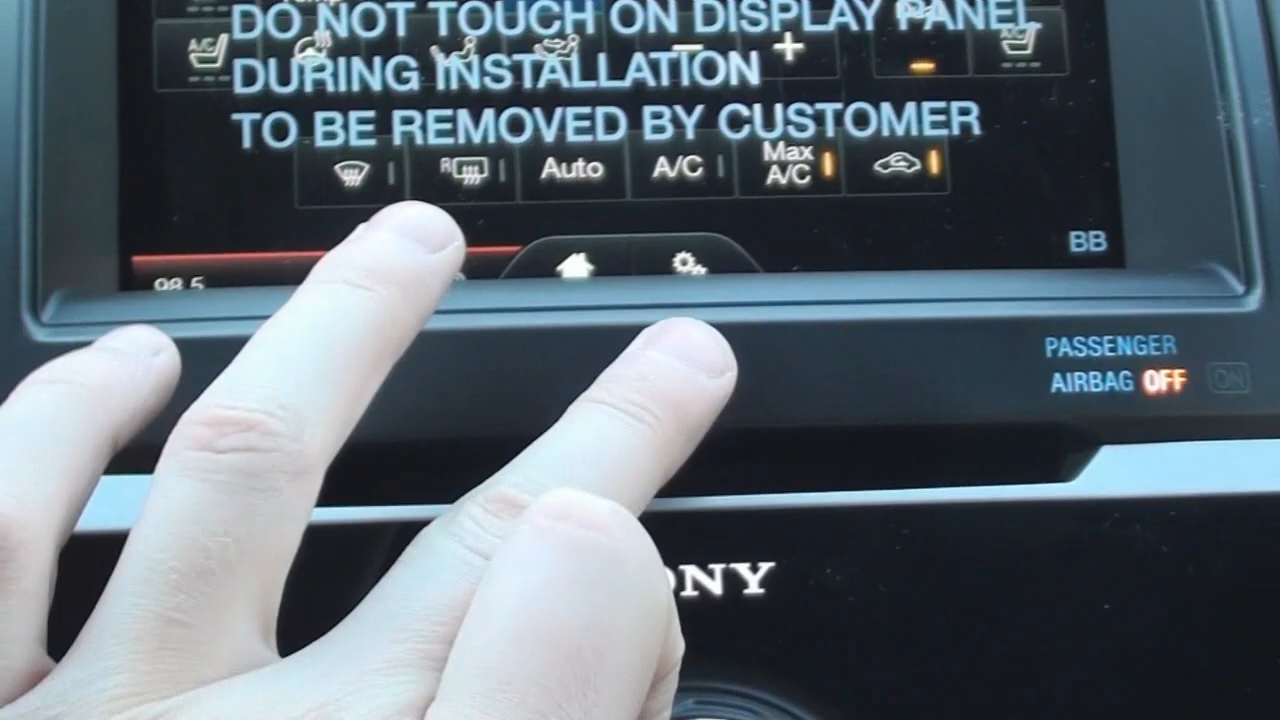 Temp
DO NOT TOUCH ON DISPLAY PANEL
A/C
A/C
DURING INSTALLATION
TO BE REMOVED BY CUSTOMER
R
Auto
A/C
Max
A/C
BB
98.5
PASSENGER
AIRBAG OFF ON
ONY